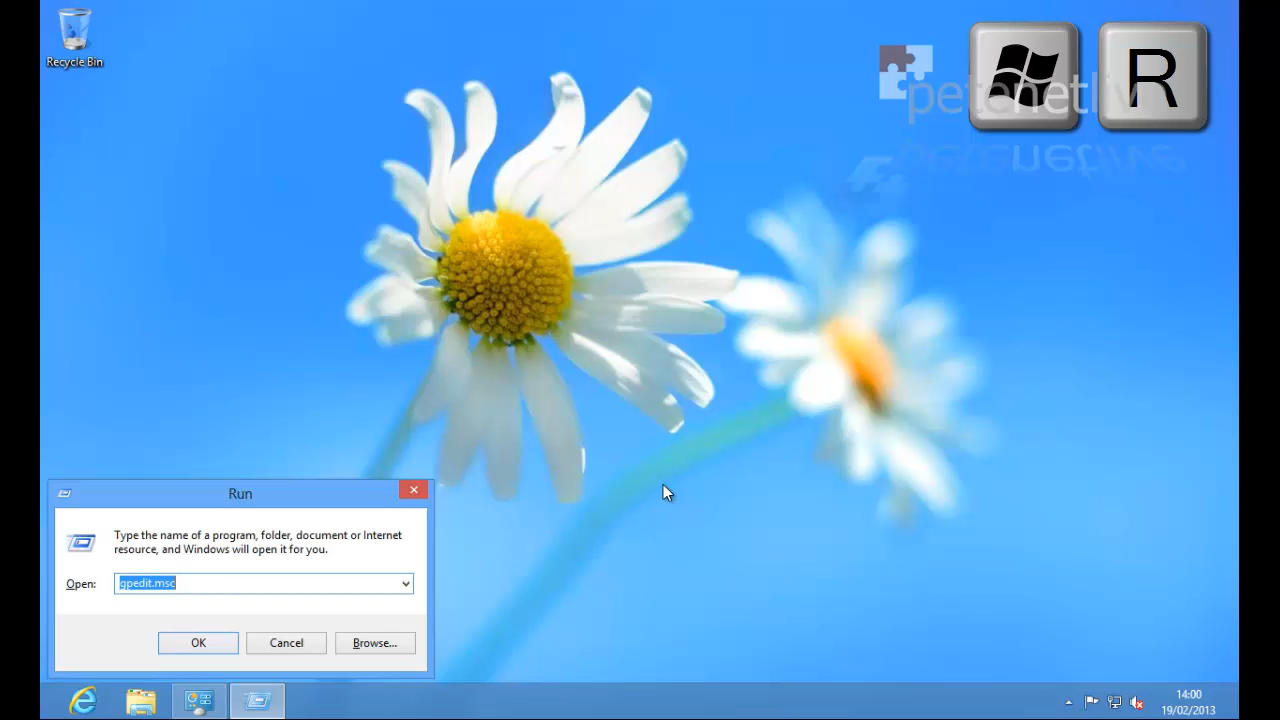 Recycle Bin
R
petenetlive
Run
Type the name of a program, folder, document or Internet
resource, and Windows will open it for you.
Open:
gpedit.msc
OK
Cancel
Browse...
14:00
19/02/2013